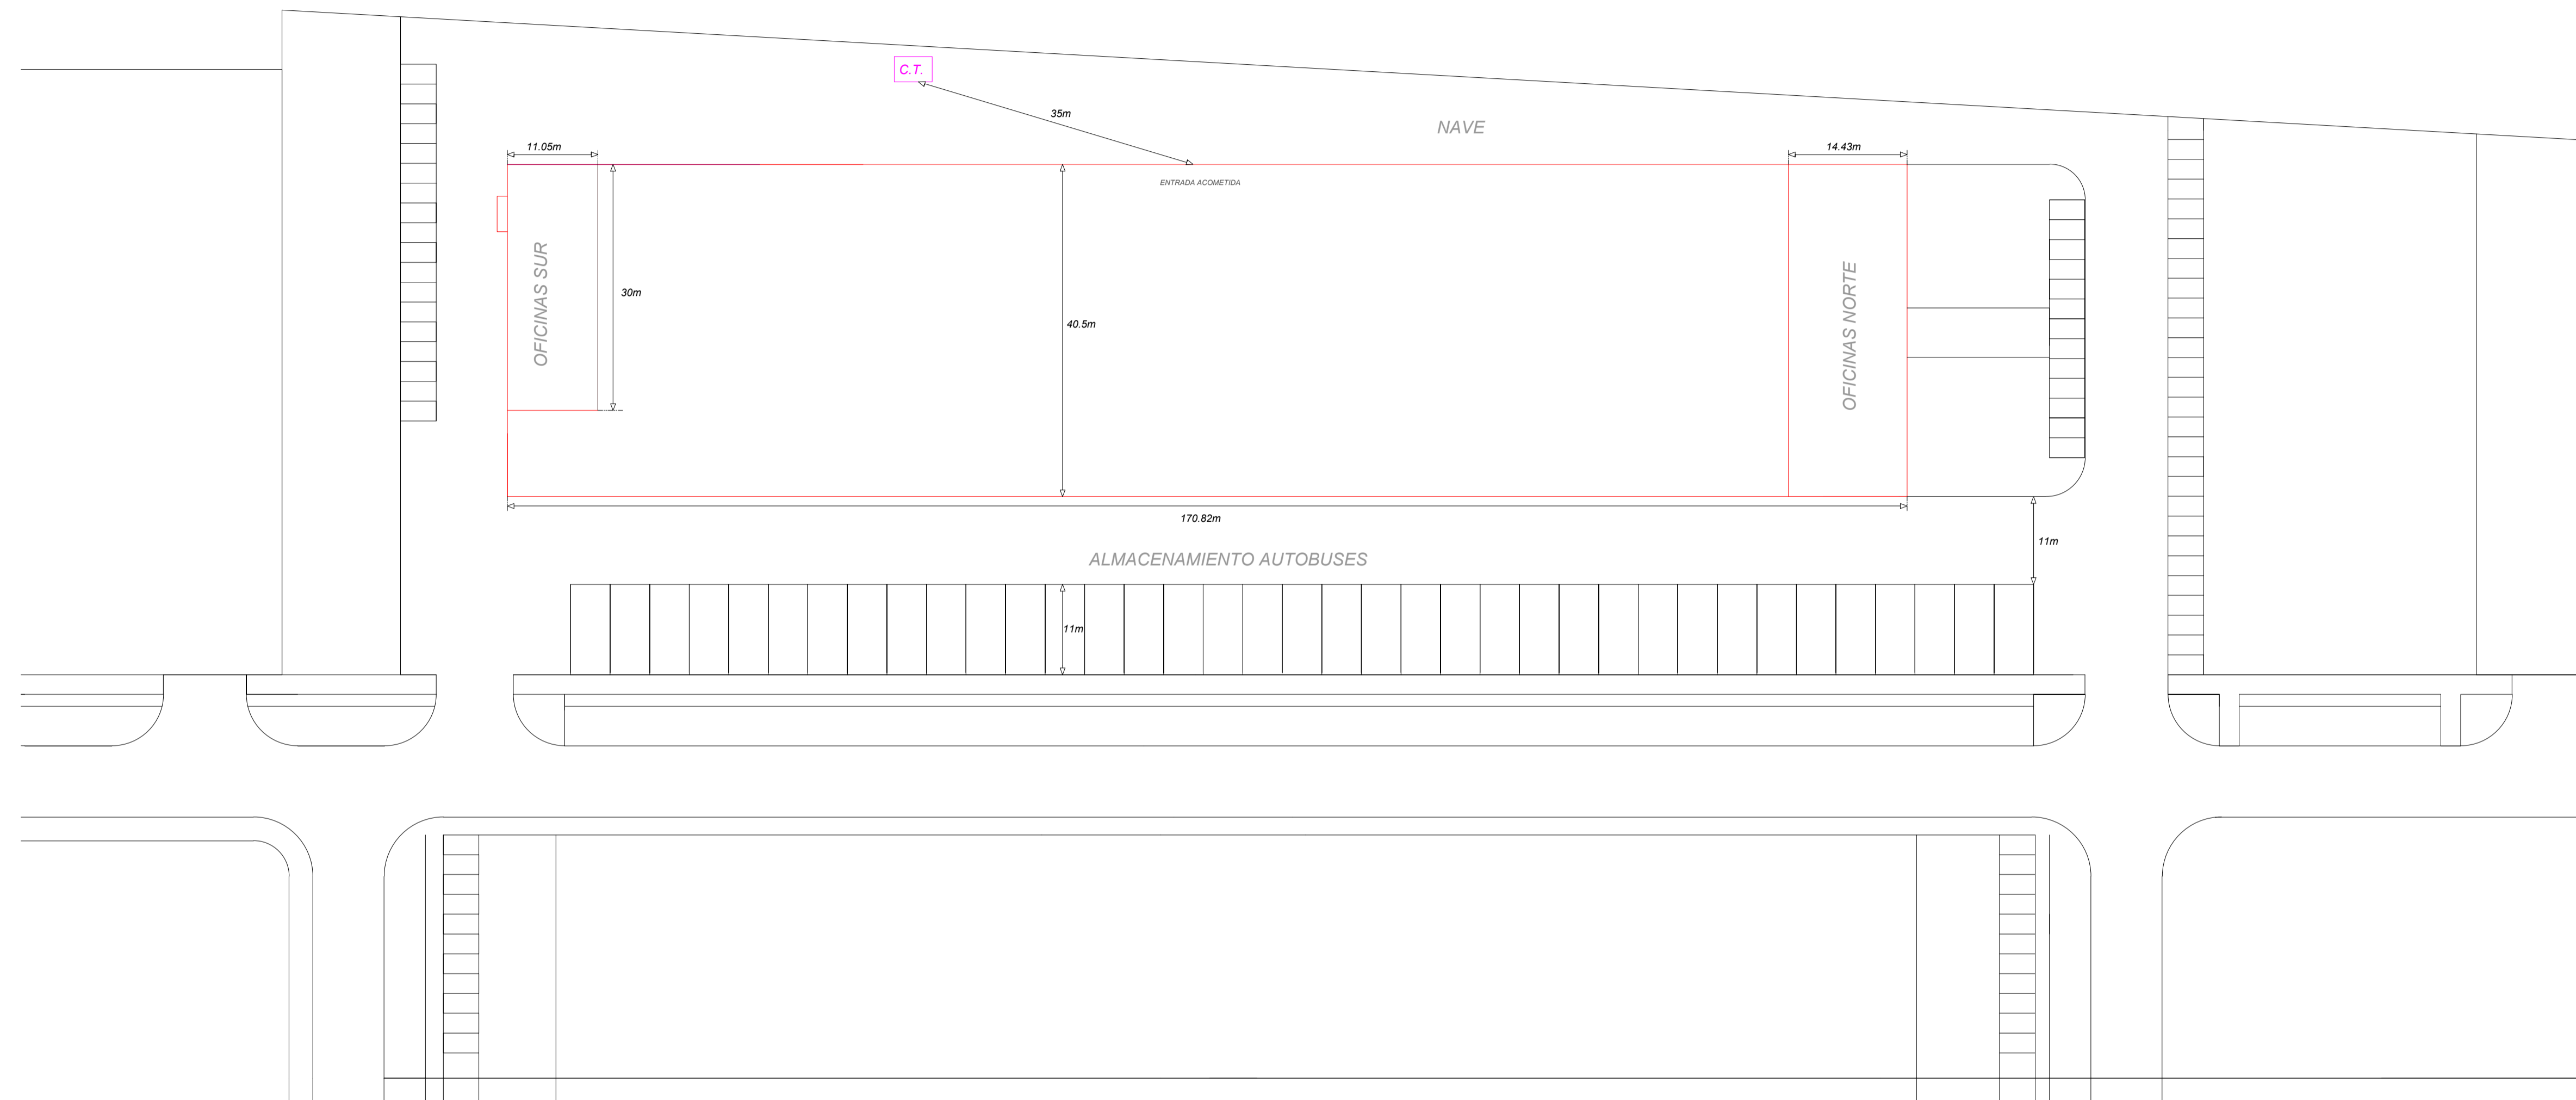 C.T.
35m
NAVE
11.05m
14.43m
ENTRADA ACOMETIDA
OFICINAS SUR
30m
40.5m
OFICINAS NORTE
170.82m
11m
ALMACENAMIENTO AUTOBUSES
11m